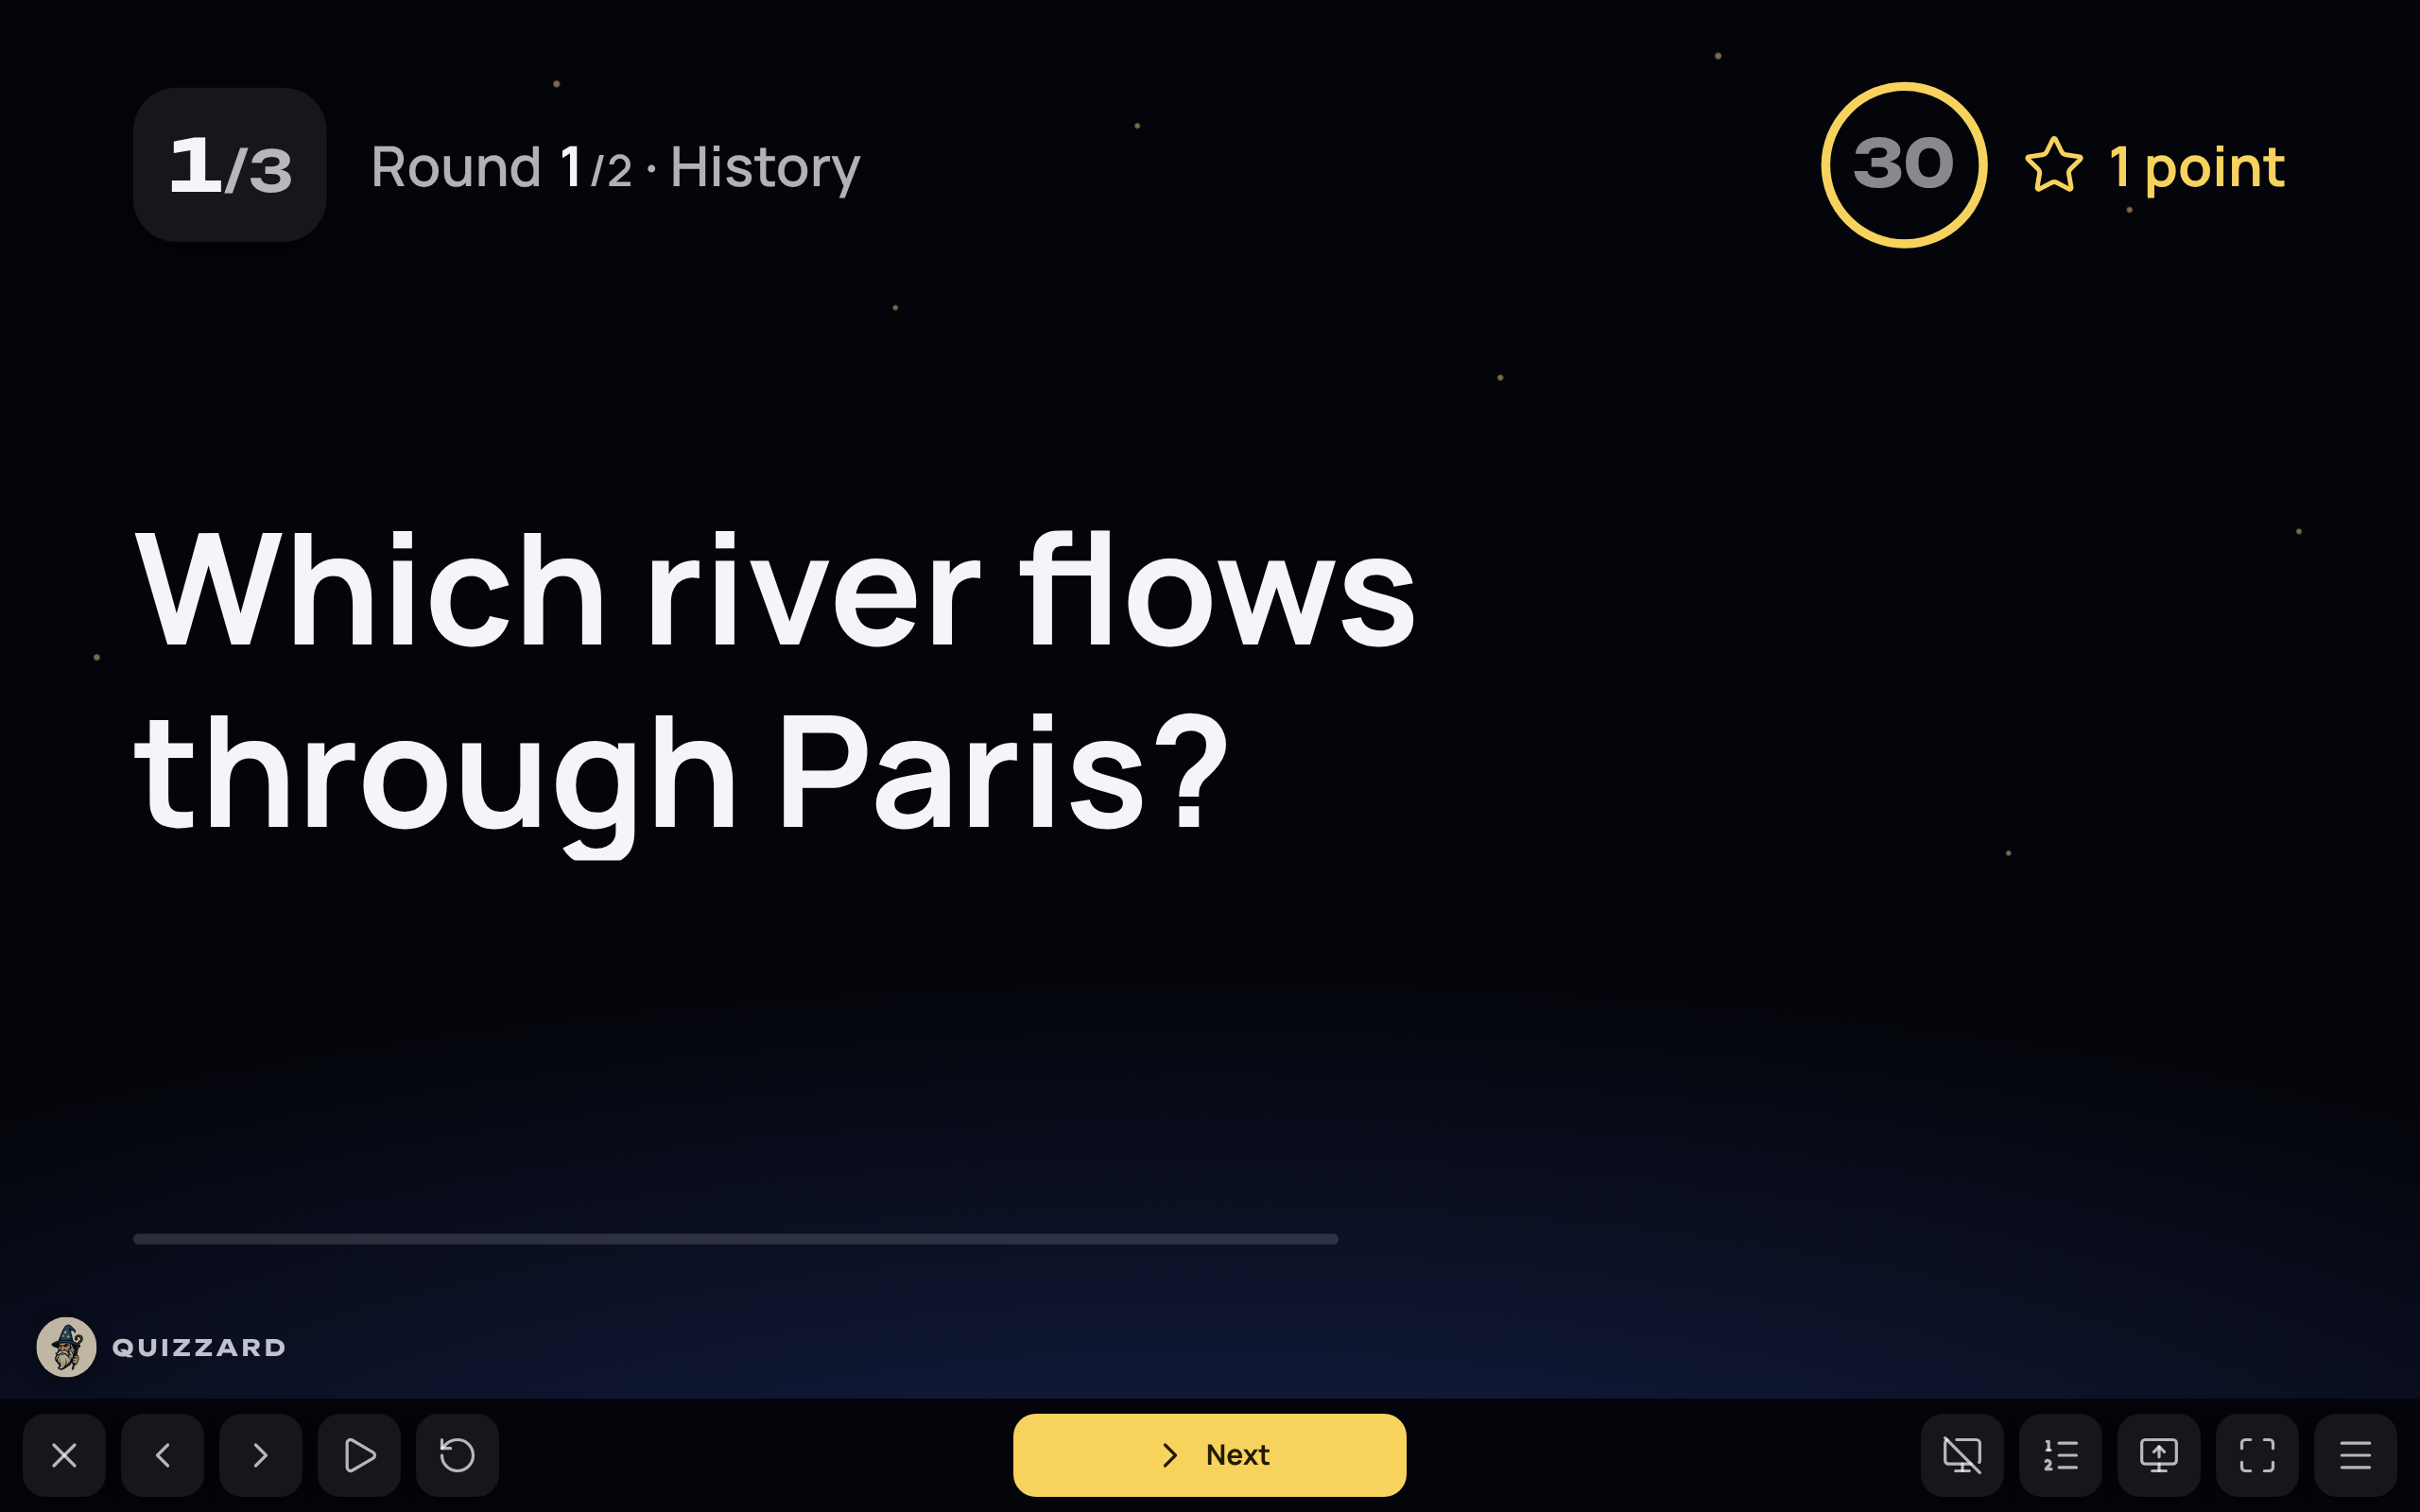 1/3
Round 1 /2 · History
30
1 point
Which river flows
through Paris?
QUIZZARD
Next